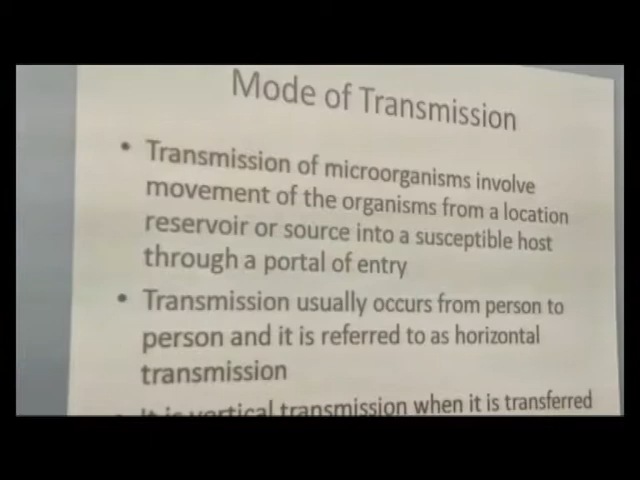 Mode of Transmission
• Transmission of microorganisms involve
movement of the organisms from a location
reservoir or source into a susceptible host
through a portal of entry
• Transmission usually occurs from person to
person and it is referred to as horizontal
transmission
• It is vertical transmission when it is transferred